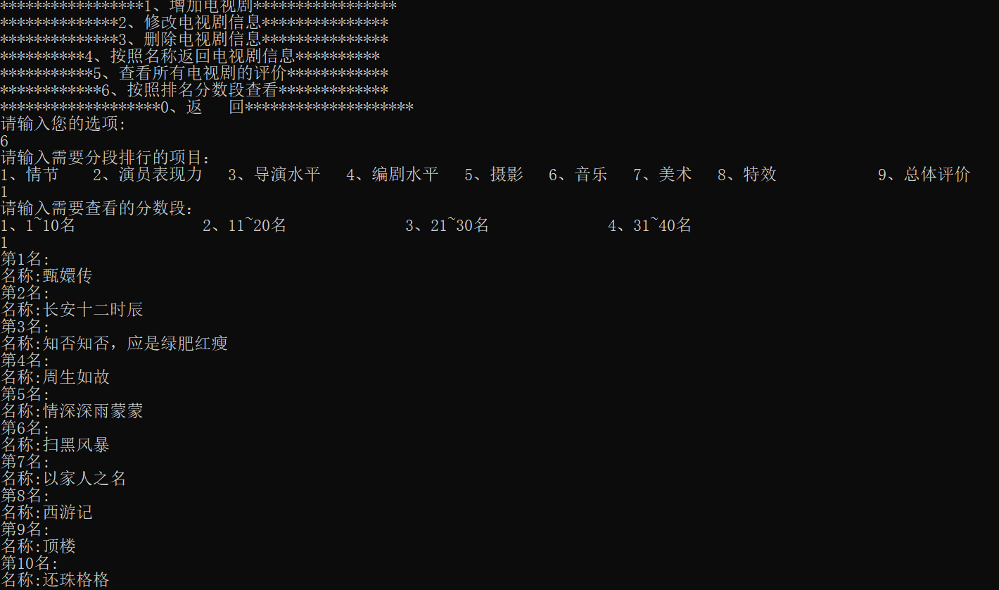 *****************1、增加电视剧*****************
**************2、修改电视剧信息***************
**************3、删除电视剧信息***************
**********4、按照名称返回电视剧信息**********
***********5、查看所有电视剧的评价************
************6、按照排名分数段查看*************
*******************0、返   回********************
请输入您的选项:
6
请输入需要分段排行的项目:
1、情节    2、演员表现力   3、导演水平   4、编剧水平   5、摄影   6、音乐   7、美术   8、特效            9、总体评价
1
请输入需要查看的分数段:
1、1~10名               2、11~20名              3、21~30名              4、31~40名
1
第1名:
名称:甄嬛传
第2名:
名称:长安十二时辰
第3名:
名称:知否知否，应是绿肥红瘦
第4名:
名称:周生如故
第5名:
名称:情深深雨蒙蒙
第6名:
名称:扫黑风暴
第7名:
名称:以家人之名
第8名:
名称:西游记
第9名:
名称:顶楼
第10名:
名称:还珠格格